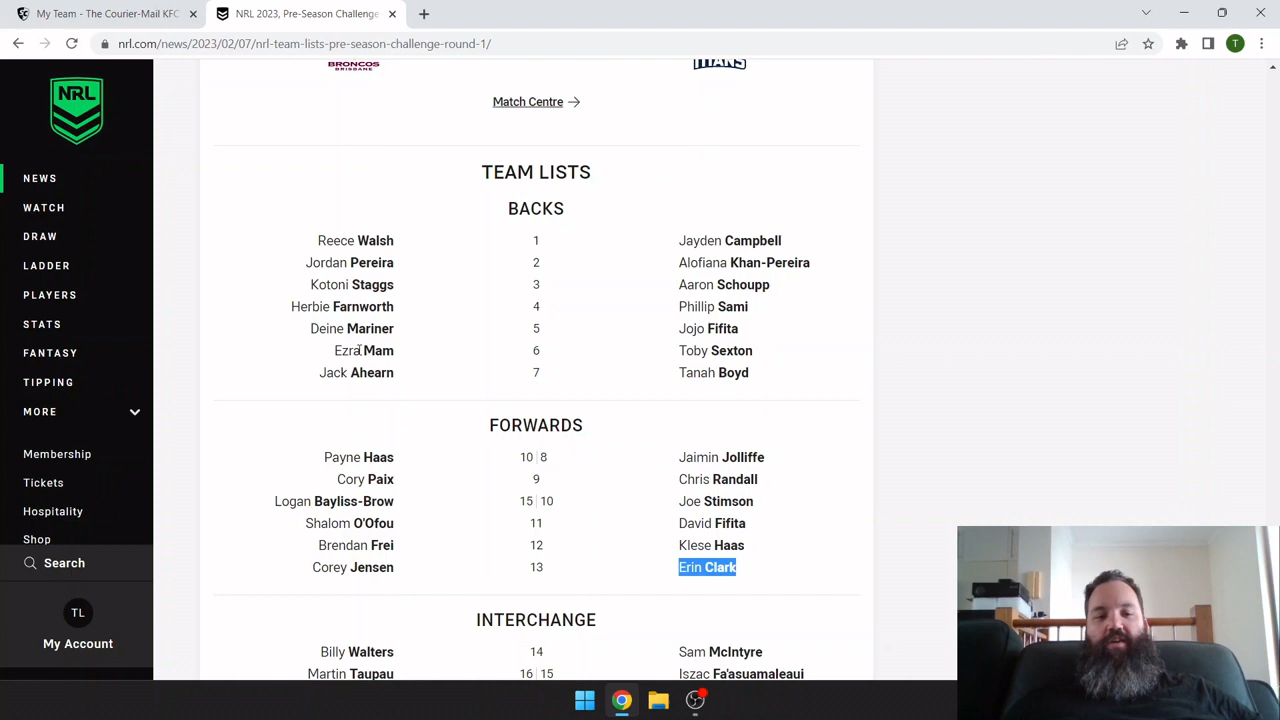 My Team - The Courier-Mail KFC
NRL 2023, Pre-Season Challenge
nrl.com/news/2023/02/07/nrl-team-lists-pre-season-challenge-round-1/
T
NRL
NEWS
WATCH
DRAW
LADDER
PLAYERS
STATS
FANTASY
TIPPING
MORE
Membership
Tickets
Hospitality
Shop
Search
TL
My Account
BRONCOS
BRISBANE
TITANS
Match Centre
TEAM LISTS
BACKS
Reece Walsh 1 Jayden Campbell
Jordan Pereira 2 Alofiana Khan-Pereira
Kotoni Staggs 3 Aaron Schoupp
Herbie Farnworth 4 Phillip Sami
Deine Mariner 5 Jojo Fifita
Ezra Mam 6 Toby Sexton
Jack Ahearn 7 Tanah Boyd
FORWARDS
Payne Haas 10 | 8 Jaimin Jolliffe
Cory Paix 9 Chris Randall
Logan Bayliss-Brow 15 | 10 Joe Stimson
Shalom O'Ofou 11 David Fifita
Brendan Frei 12 Klese Haas
Corey Jensen 13 Erin Clark
INTERCHANGE
Billy Walters 14 Sam McIntyre
Martin Taupau 16 | 15 Iszac Fa'asuamaleaui